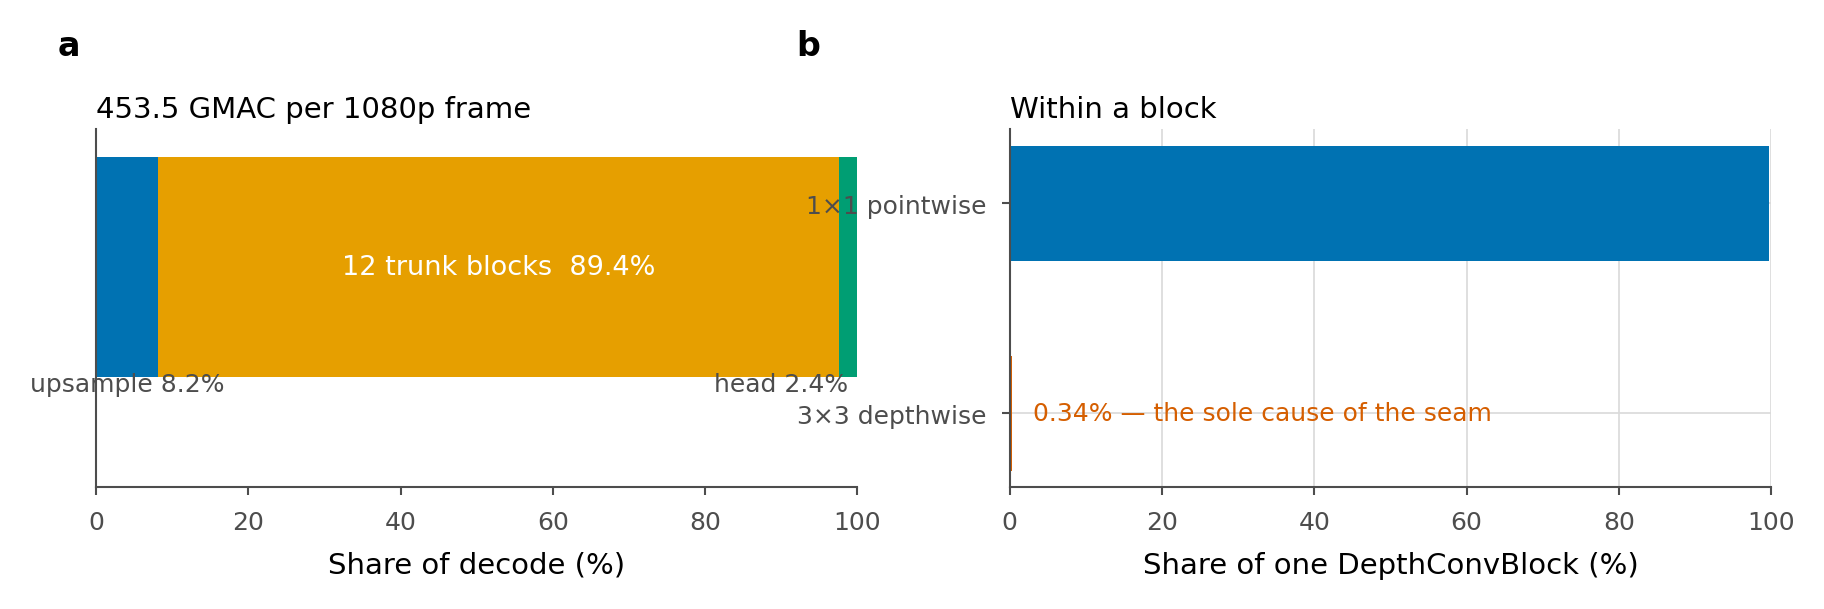 a
453.5 GMAC per 1080p frame
12 trunk blocks 89.4%
upsample 8.2%
head 2.4%
0 20 40 60 80 100
Share of decode (%)
b
Within a block
1×1 pointwise
3×3 depthwise
0.34% — the sole cause of the seam
0 20 40 60 80 100
Share of one DepthConvBlock (%)